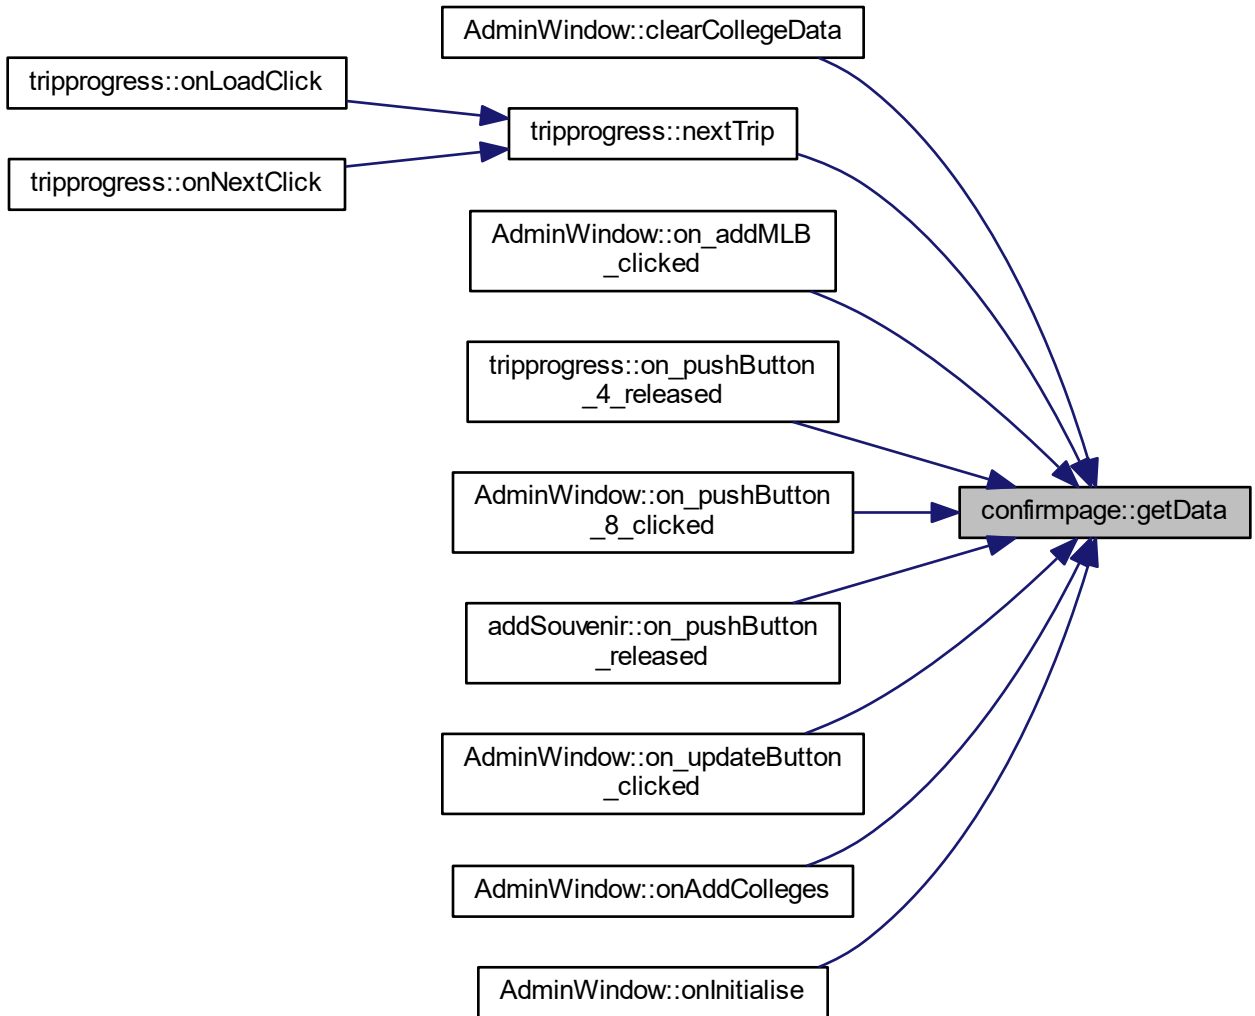 AdminWindow::clearCollegeData
tripprogress::onLoadClick
tripprogress::nextTrip
tripprogress::onNextClick
AdminWindow::on_addMLB
_clicked
tripprogress::on_pushButton
_4_released
AdminWindow::on_pushButton
_8_clicked
confirmpage::getData
addSouvenir::on_pushButton
_released
AdminWindow::on_updateButton
_clicked
AdminWindow::onAddColleges
AdminWindow::onInitialise